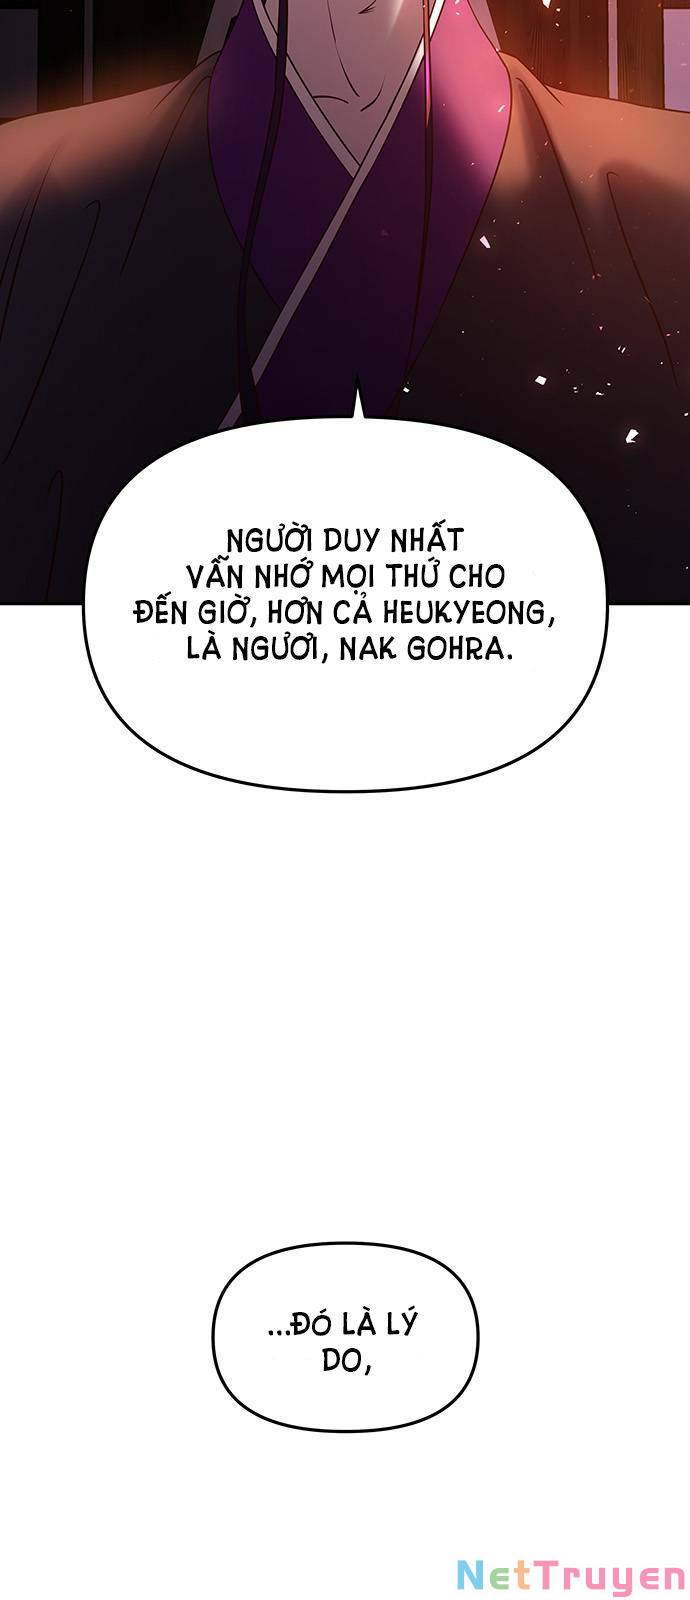 NGƯỜI DUY NHẤT
VẪN NHỚ MỌI THỨ CHO
ĐẾN GIỜ, HƠN CẢ HEUKYEONG,
LÀ NGƯƠI, NAK GOHRA.
...ĐÓ LÀ LÝ
DO,
NetTruyen